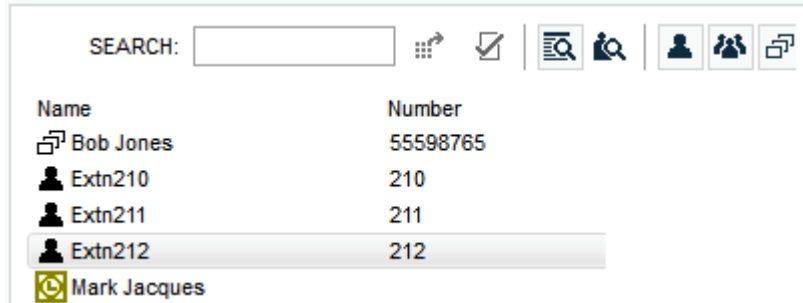 SEARCH:
Name Number
Bob Jones 55598765
Extn210 210
Extn211 211
Extn212 212
Mark Jacques